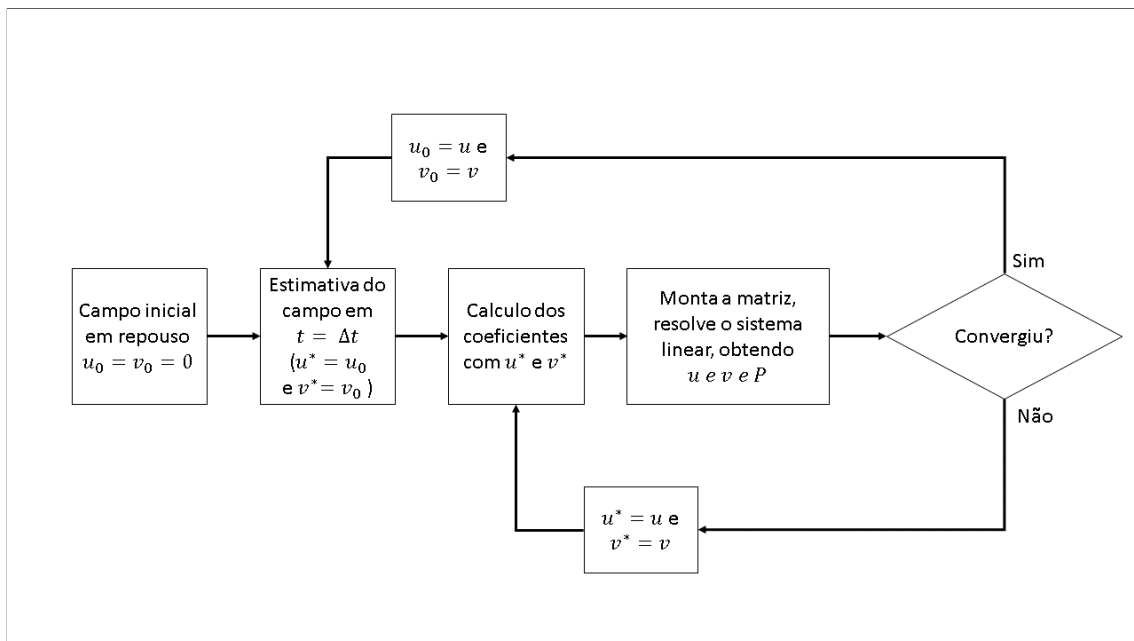 u₀ = u e
v₀ = v
Sim
Campo inicial
em repouso
u₀ = v₀ = 0
Estimativa do
campo em
t = Δt
(u* = u₀
e v* = v₀ )
Calculo dos
coeficientes
com u* e v*
Monta a matriz,
resolve o sistema
linear, obtendo
u e v e P
Convergiu?
Não
u* = u e
v* = v